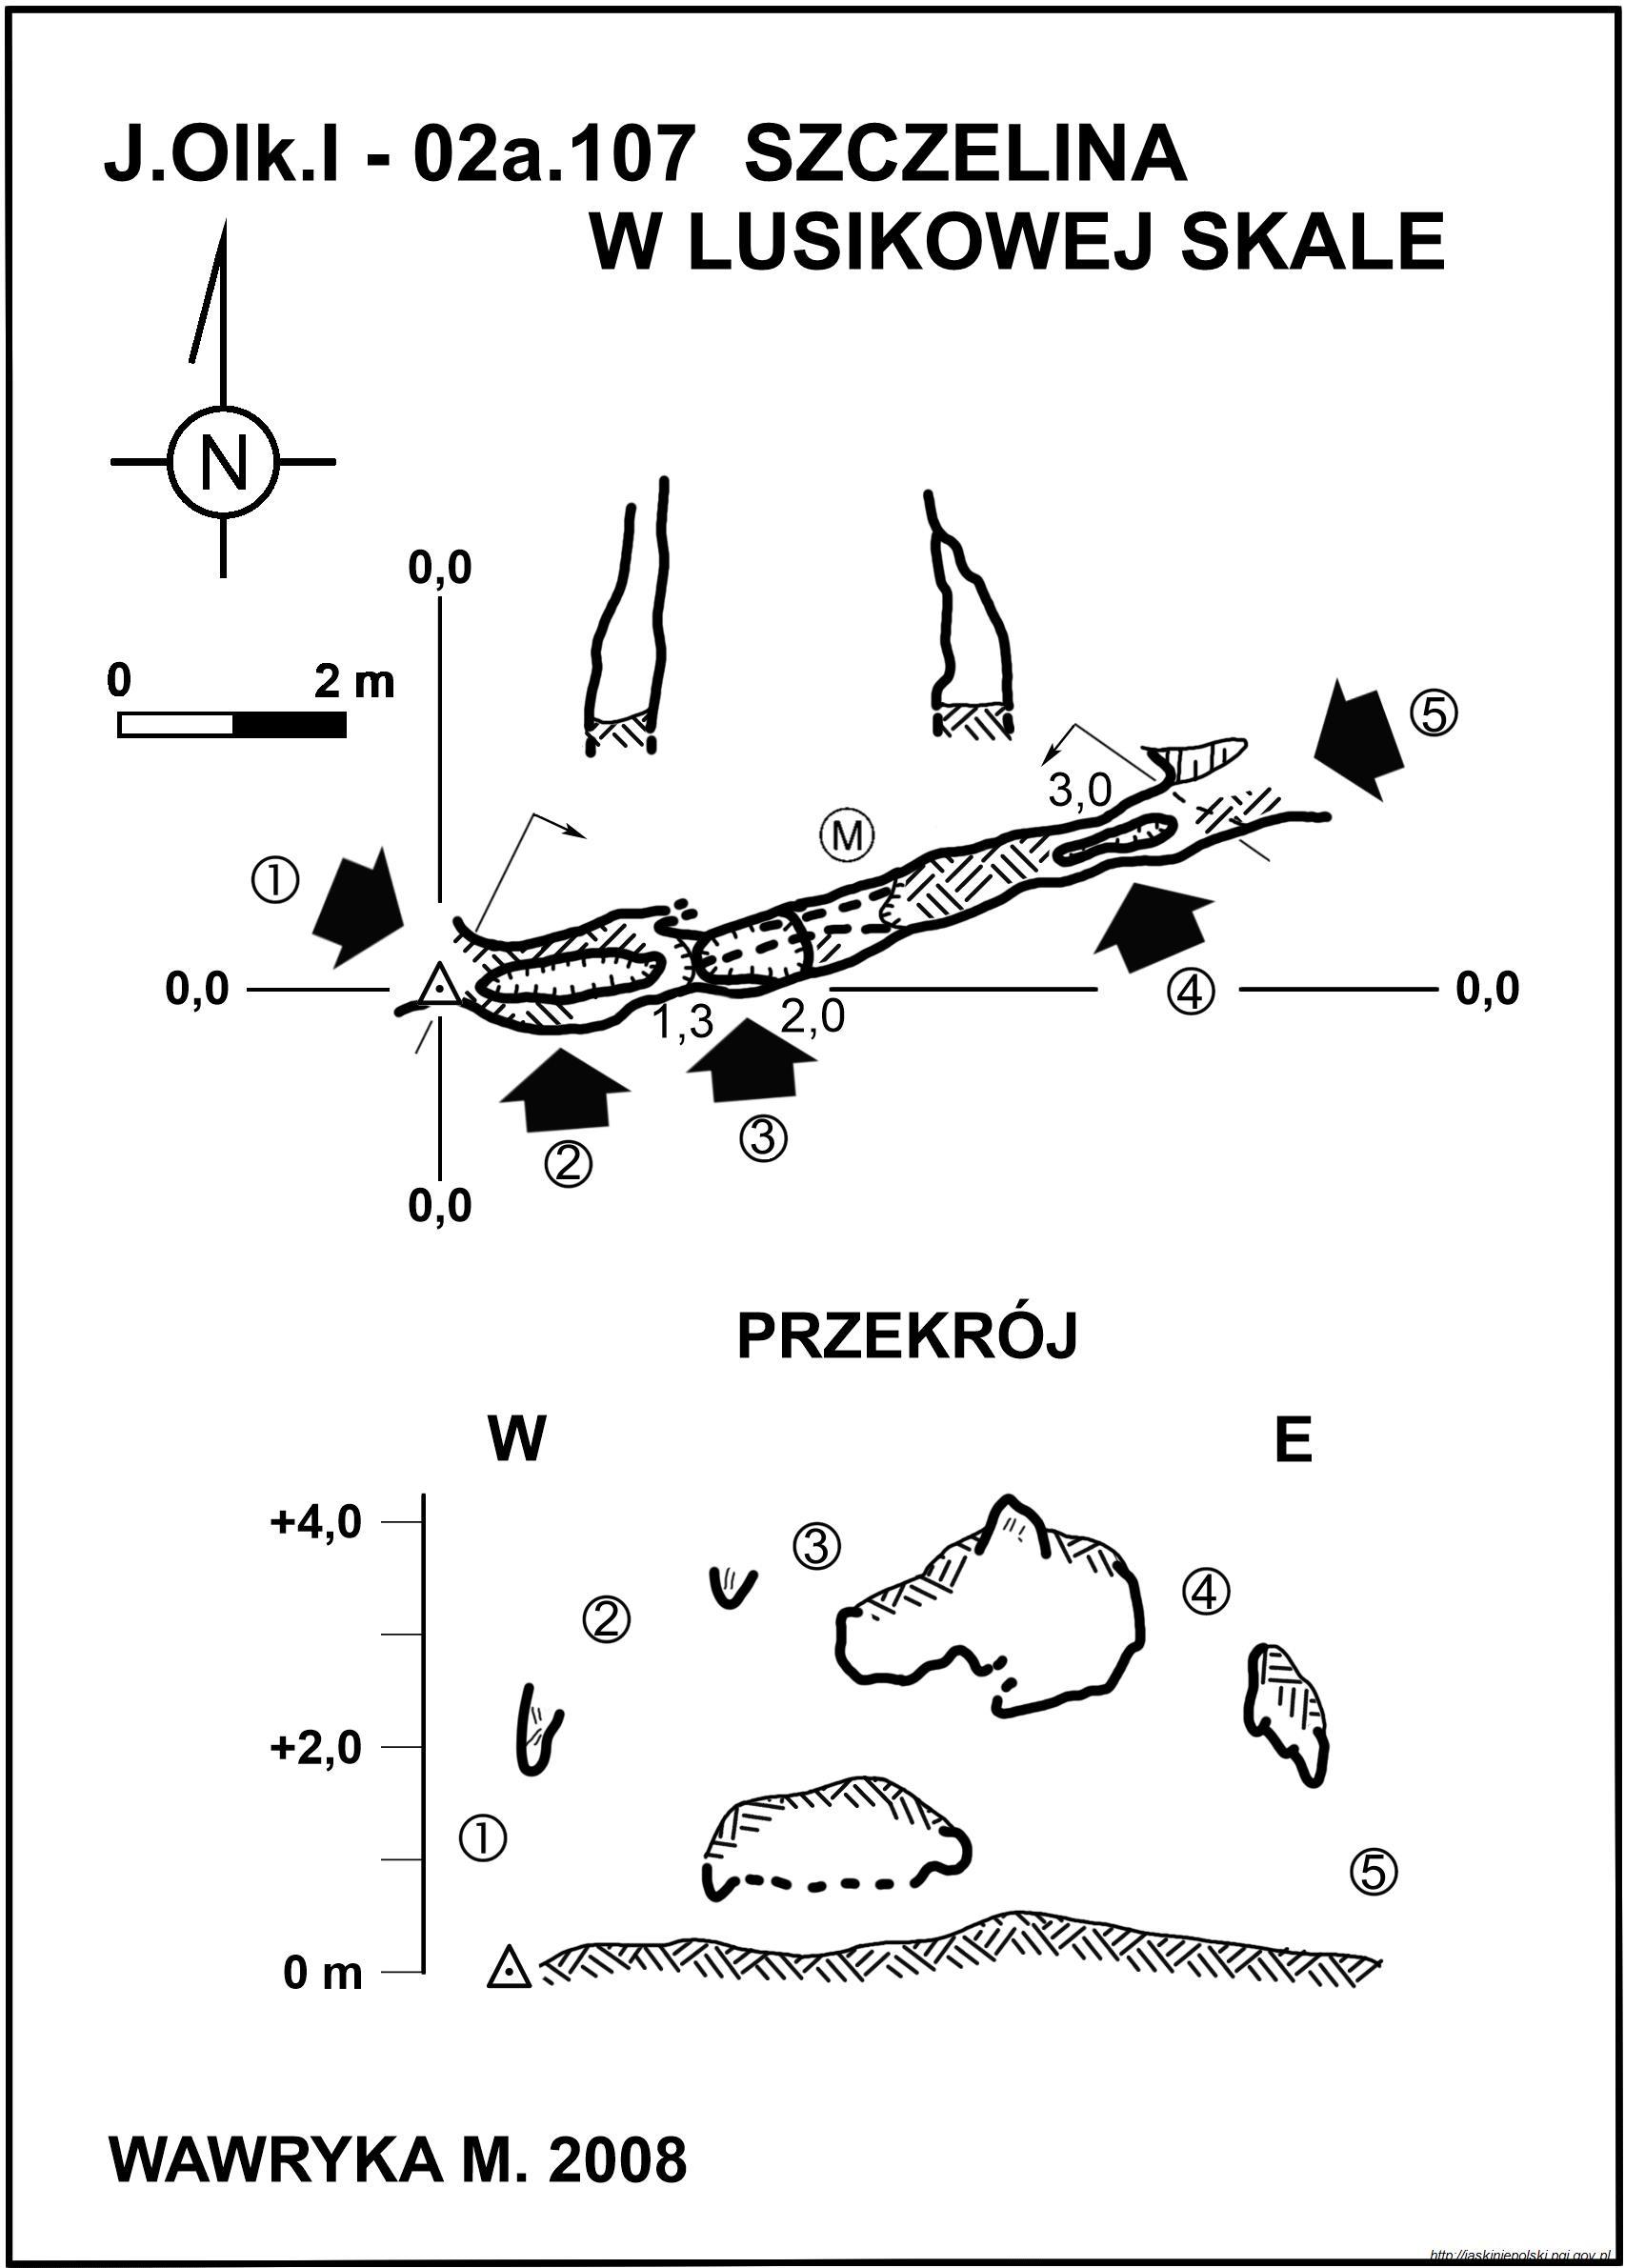 J.Olk.I - 02a.107 SZCZELINA
W LUSIKOWEJ SKALE
N
0,0
0 2 m
⑤
3,0
M
①
0,0
0,0
④
1,3
2,0
③
②
0,0
PRZEKRÓJ
W E
+4,0
③
④
②
+2,0
①
⑤
0 m
WAWRYKA M. 2008
http://jaskiniepolski.pgi.gov.pl